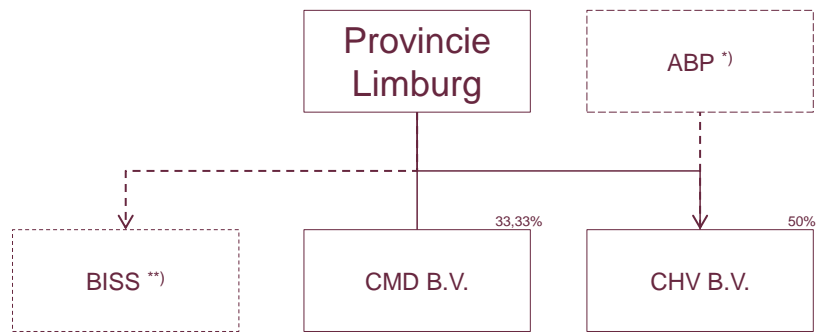 Provincie
Limburg
ABP *)
33,33%
50%
BISS **)
CMD B.V.
CHV B.V.